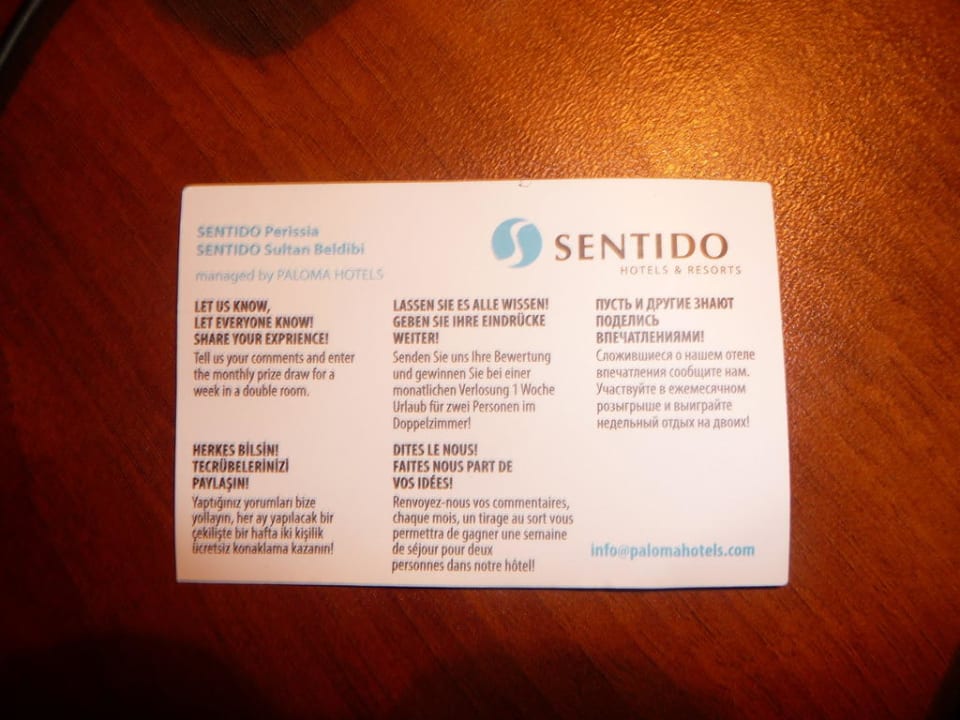 SENTIDO Perissia
SENTIDO Sultan Beldibi
managed by PALOMA HOTELS
SENTIDO
HOTELS & RESORTS
LET US KNOW,
LET EVERYONE KNOW!
SHARE YOUR EXPRIENCE!
Tell us your comments and enter
the monthly prize draw for a
week in a double room.
LASSEN SIE ES ALLE WISSEN!
GEBEN SIE IHRE EINDRÜCKE
WEITER!
Senden Sie uns Ihre Bewertung
und gewinnen Sie bei einer
monatlichen Verlosung 1 Woche
Urlaub für zwei Personen im
Doppelzimmer!
ПУСТЬ И ДРУГИЕ ЗНАЮТ
ПОДЕЛИСЬ
ВПЕЧАТЛЕНИЯМИ!
Сложившиеся о нашем отеле
впечатления сообщите нам.
Участвуйте в ежемесячном
розыгрыше и выиграйте
недельный отдых на двоих!
HERKES BİLSİN!
TECRÜBELERİNİZİ
PAYLAŞIN!
Yaptığınız yorumları bize
yollayın, her ay yapılacak bir
çekilişte bir hafta iki kişilik
ücretsiz konaklama kazanın!
DITES LE NOUS!
FAITES NOUS PART DE
VOS IDÉES!
Renvoyez-nous vos commentaires,
chaque mois, un tirage au sort vous
permettra de gagner une semaine
de séjour pour deux
personnes dans notre hôtel!
info@palomahotels.com